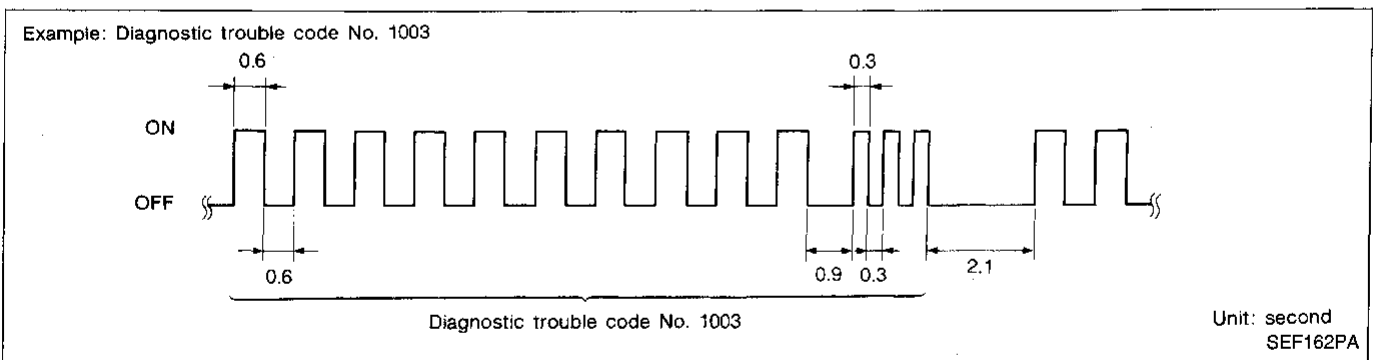 Example: Diagnostic trouble code No. 1003
0.6
0.3
ON
OFF
0.6
0.9
0.3
2.1
Diagnostic trouble code No. 1003
Unit: second
SEF162PA